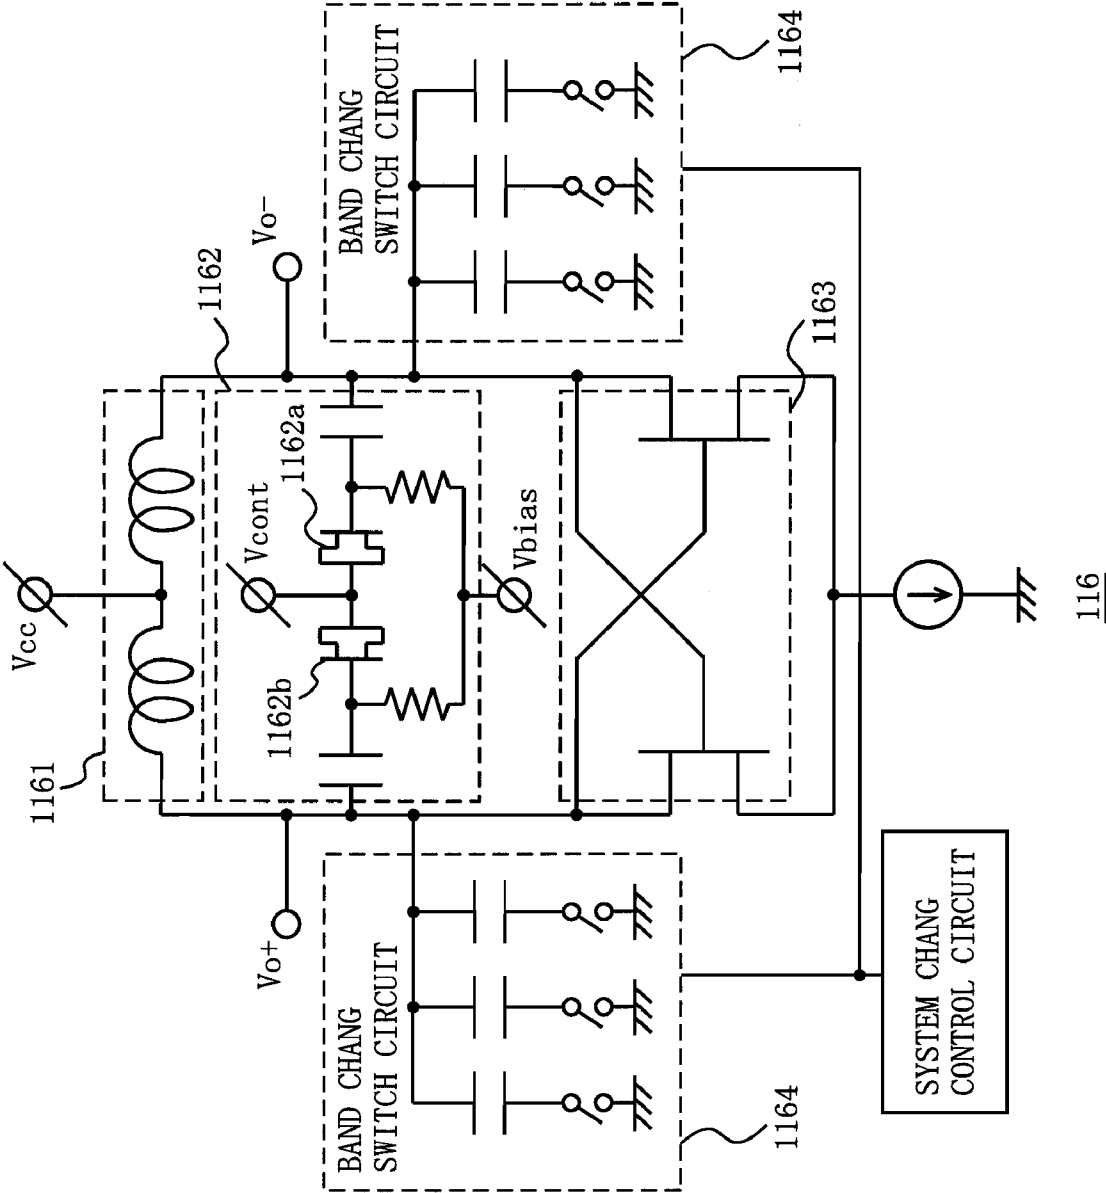 Vcc
1161
Vo+
Vo−
1162
Vcont
1162a
1162b
Vbias
BAND CHANG
SWITCH CIRCUIT
1164
BAND CHANG
SWITCH CIRCUIT
1164
1163
SYSTEM CHANG
CONTROL CIRCUIT
116